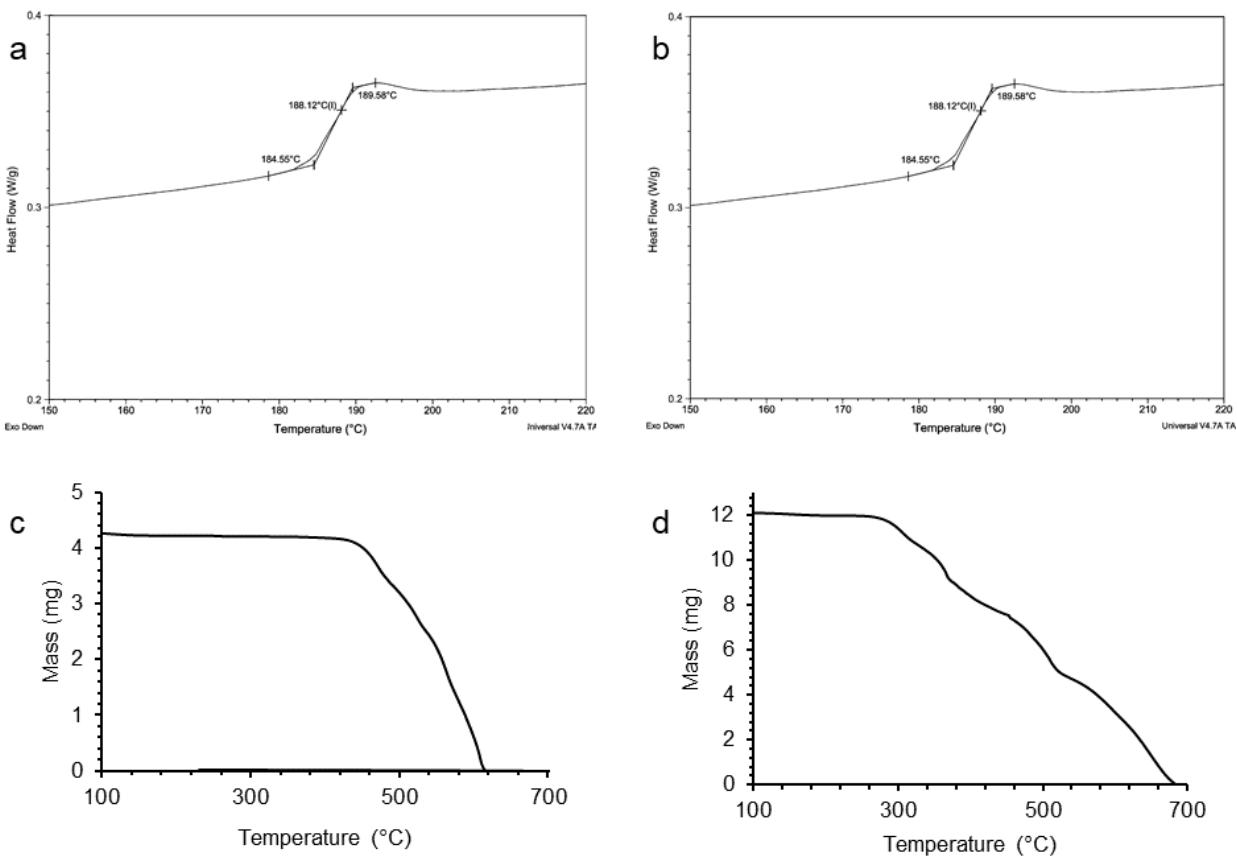 a
0.4
0.3
0.2
Heat Flow (W/g)
188.12°C(I)
189.58°C
184.55°C
150 160 170 180 190 200 210 220
Exo Down
Temperature (°C)
Universal V4.7A TA
b
0.4
0.3
0.2
Heat Flow (W/g)
188.12°C(I)
189.58°C
184.55°C
150 160 170 180 190 200 210 220
Exo Down
Temperature (°C)
Universal V4.7A TA
c
5
4
3
2
1
0
Mass (mg)
100 300 500 700
Temperature (°C)
d
12
10
8
6
4
2
0
Mass (mg)
100 300 500 700
Temperature (°C)